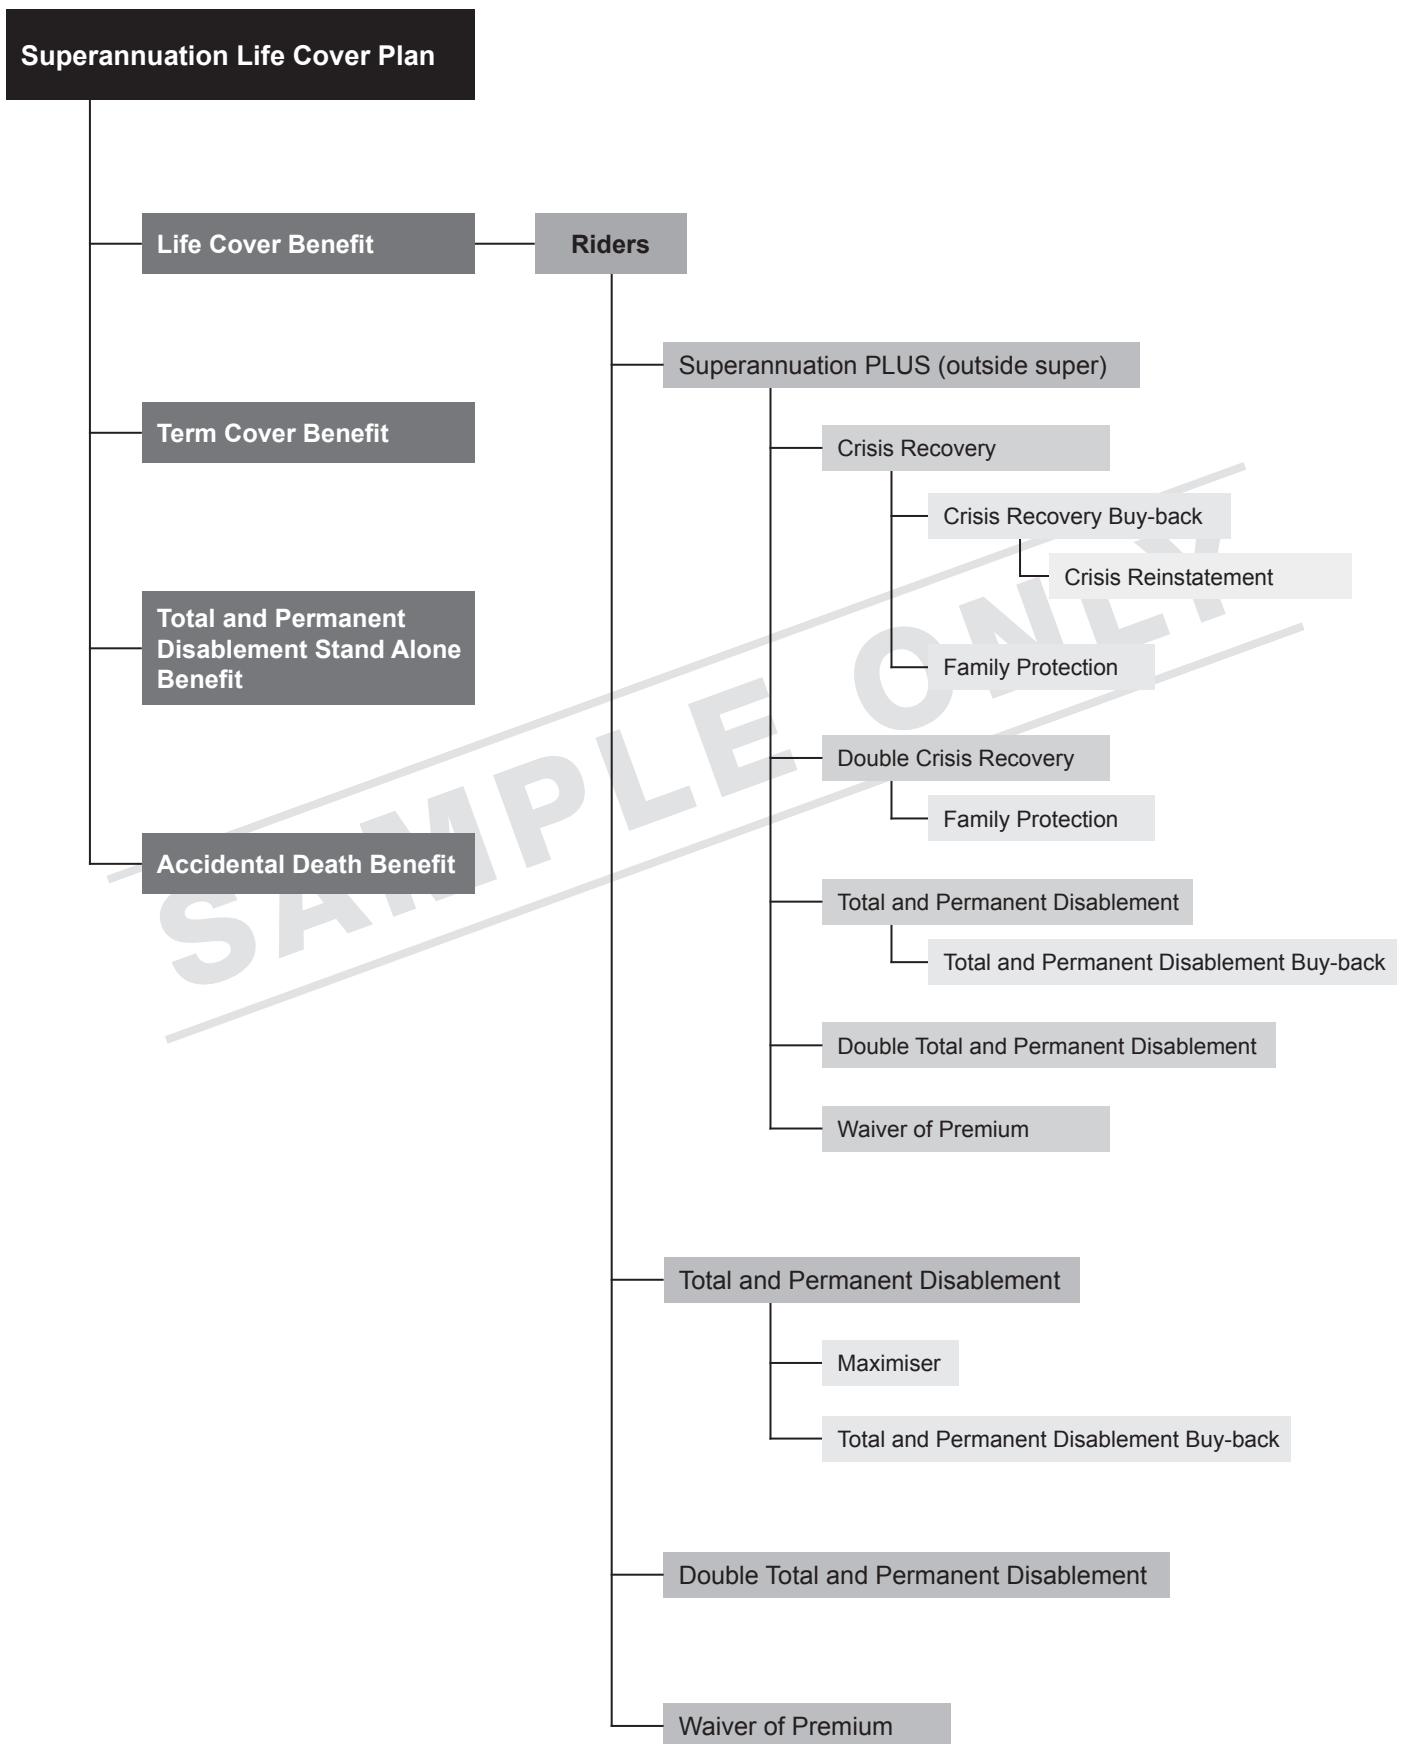 Superannuation Life Cover Plan
Life Cover Benefit
Riders
Superannuation PLUS (outside super)
Term Cover Benefit
Crisis Recovery
Crisis Recovery Buy-back
Crisis Reinstatement
Total and Permanent
Disablement Stand Alone
Benefit
Family Protection
Double Crisis Recovery
Family Protection
Accidental Death Benefit
SAMPLE ONLY
Total and Permanent Disablement
Total and Permanent Disablement Buy-back
Double Total and Permanent Disablement
Waiver of Premium
Total and Permanent Disablement
Maximiser
Total and Permanent Disablement Buy-back
Double Total and Permanent Disablement
Waiver of Premium